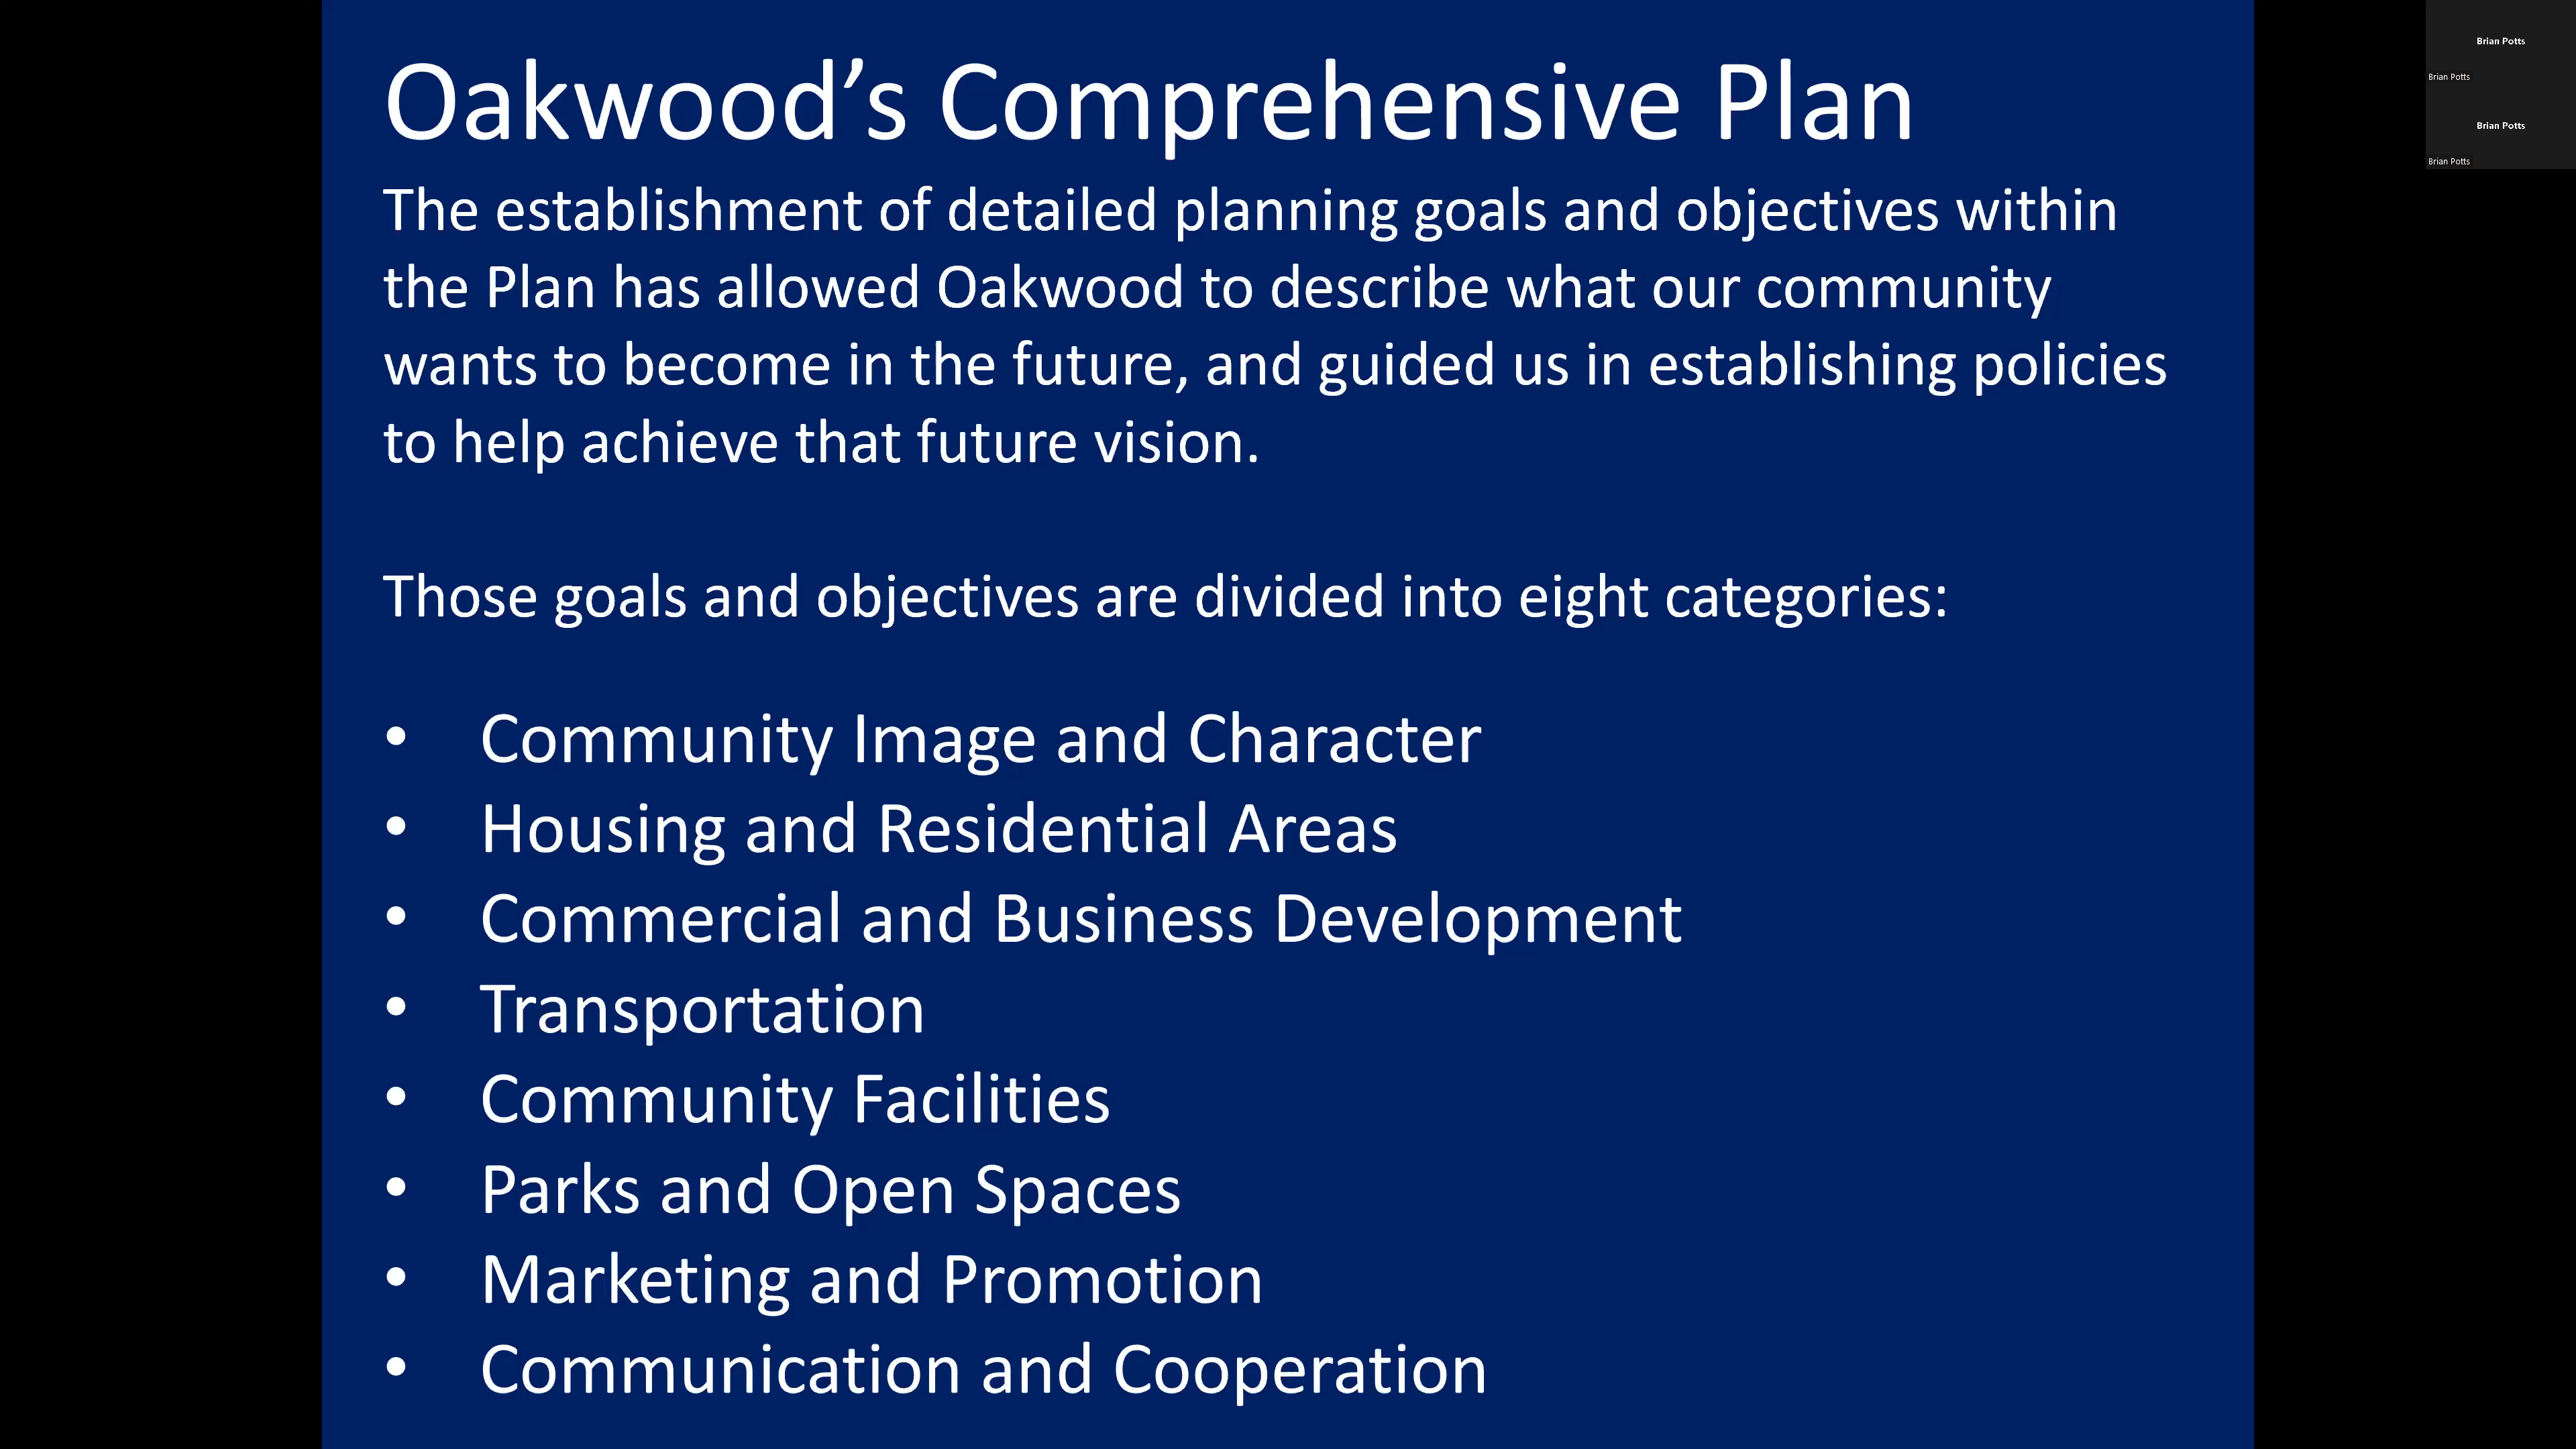 Oakwood’s Comprehensive Plan
The establishment of detailed planning goals and objectives within
the Plan has allowed Oakwood to describe what our community
wants to become in the future, and guided us in establishing policies
to help achieve that future vision.
Those goals and objectives are divided into eight categories:
• Community Image and Character
• Housing and Residential Areas
• Commercial and Business Development
• Transportation
• Community Facilities
• Parks and Open Spaces
• Marketing and Promotion
• Communication and Cooperation
Brian Potts
Brian Potts
Brian Potts
Brian Potts